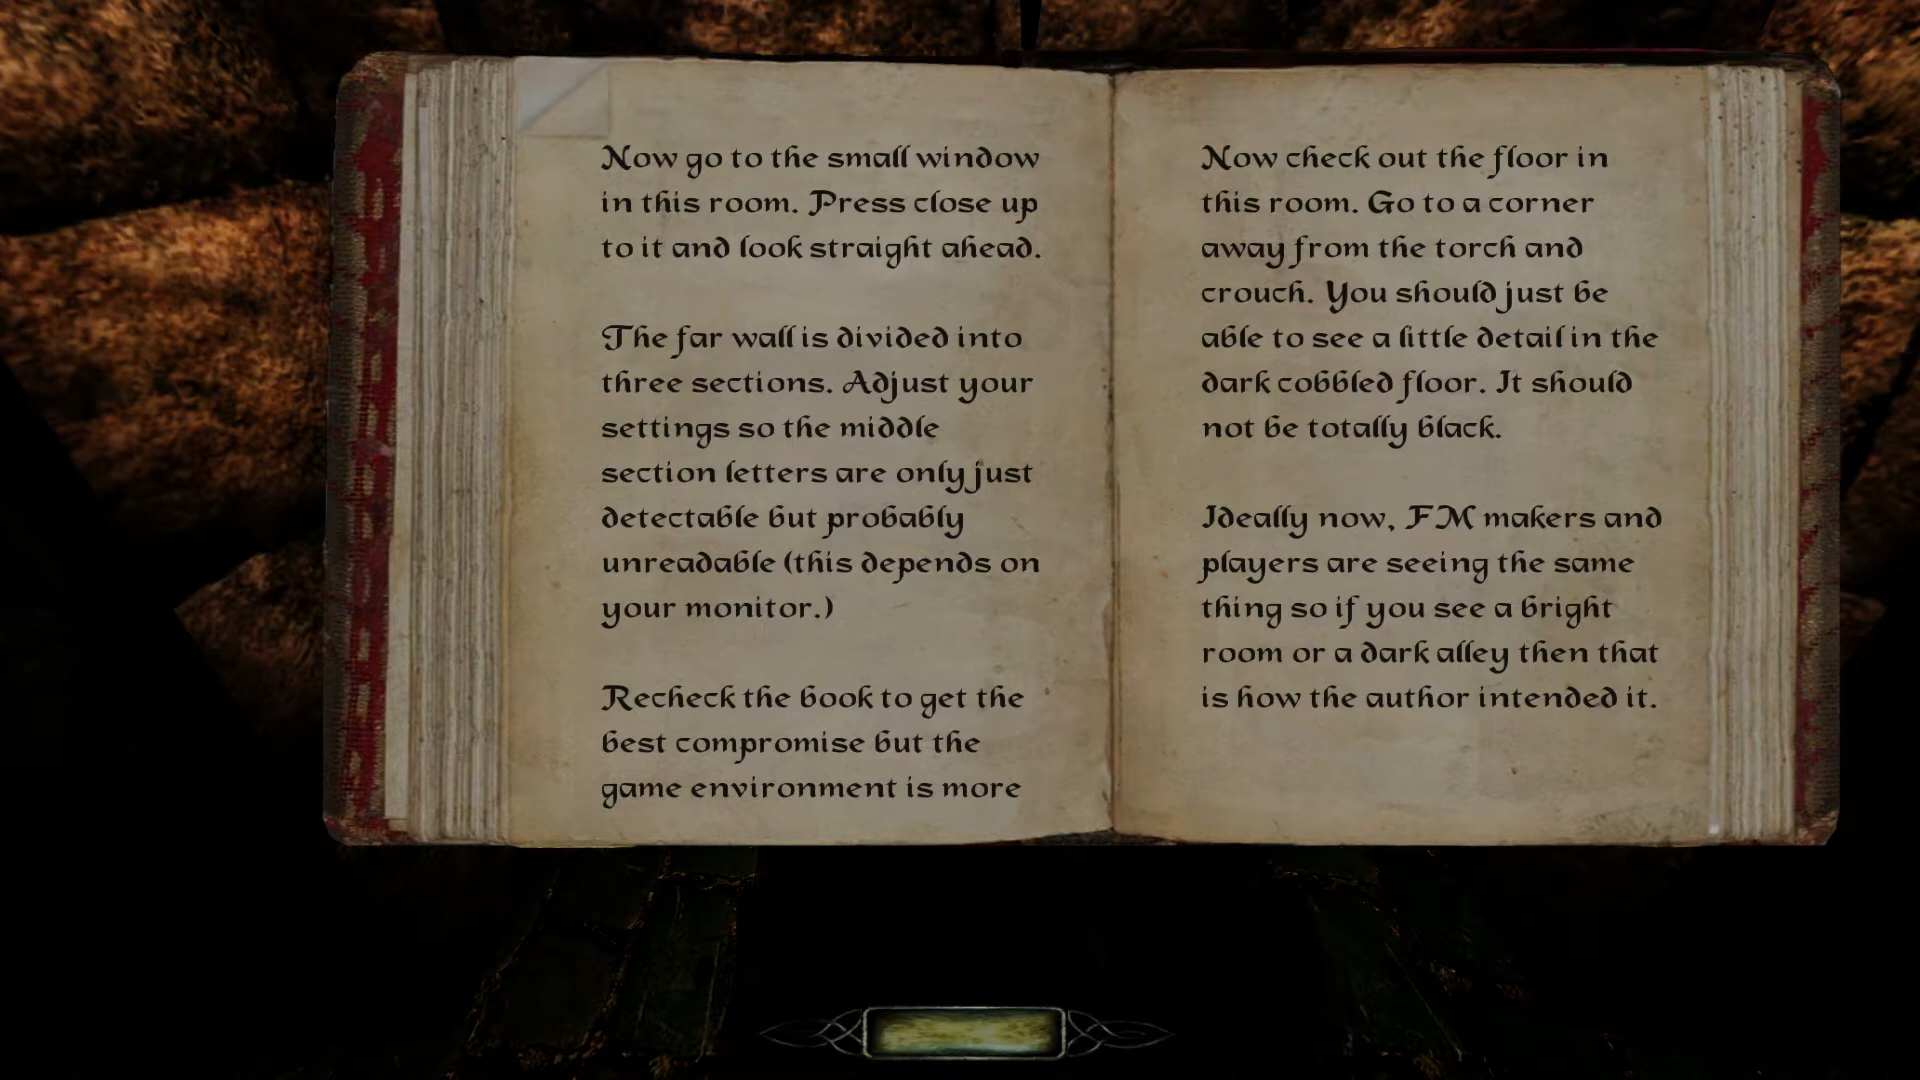 Now go to the small window
in this room. Press close up
to it and look straight ahead.
The far wall is divided into
three sections. Adjust your
settings so the middle
section letters are only just
detectable but probably
unreadable (this depends on
your monitor.)
Recheck the book to get the
best compromise but the
game environment is more
Now check out the floor in
this room. Go to a corner
away from the torch and
crouch. You should just be
able to see a little detail in the
dark cobbled floor. It should
not be totally black.
Ideally now, FM makers and
players are seeing the same
thing so if you see a bright
room or a dark alley then that
is how the author intended it.